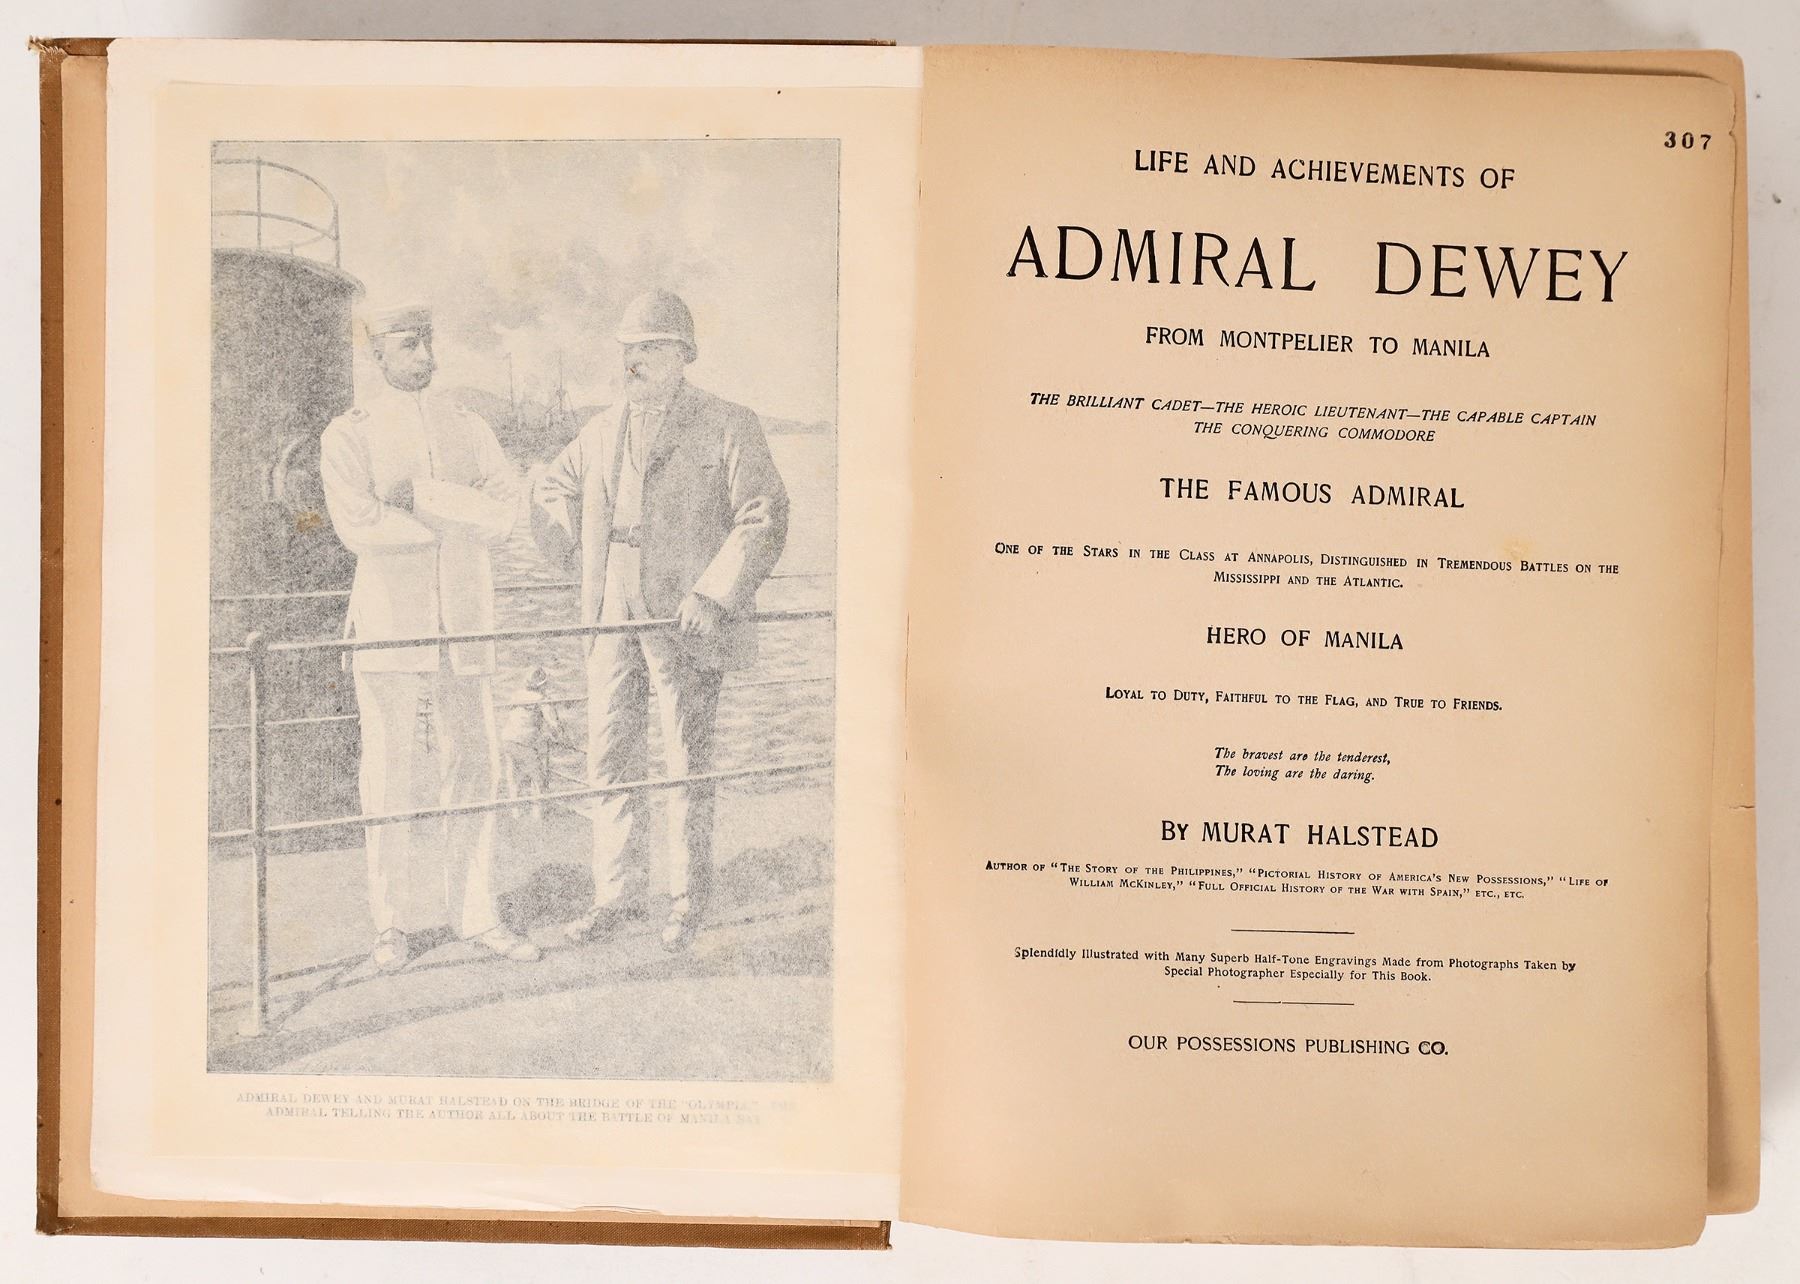 ADMIRAL DEWEY AND MURAT HALSTEAD ON THE BRIDGE OF THE "OLYMPIA," THE
ADMIRAL TELLING THE AUTHOR ALL ABOUT THE BATTLE OF MANILA BAY
307
LIFE AND ACHIEVEMENTS OF
ADMIRAL DEWEY
FROM MONTPELIER TO MANILA
THE BRILLIANT CADET—THE HEROIC LIEUTENANT—THE CAPABLE CAPTAIN
THE CONQUERING COMMODORE
THE FAMOUS ADMIRAL
ONE OF THE STARS IN THE CLASS AT ANNAPOLIS, DISTINGUISHED IN TREMENDOUS BATTLES ON THE
MISSISSIPPI AND THE ATLANTIC.
HERO OF MANILA
LOYAL TO DUTY, FAITHFUL TO THE FLAG, AND TRUE TO FRIENDS.
The bravest are the tenderest,
The loving are the daring.
BY MURAT HALSTEAD
AUTHOR OF "THE STORY OF THE PHILIPPINES," "PICTORIAL HISTORY OF AMERICA'S NEW POSSESSIONS," "LIFE OF
WILLIAM MCKINLEY," "FULL OFFICIAL HISTORY OF THE WAR WITH SPAIN," ETC., ETC.
Splendidly Illustrated with Many Superb Half-Tone Engravings Made from Photographs Taken by
Special Photographer Especially for This Book.
OUR POSSESSIONS PUBLISHING CO.